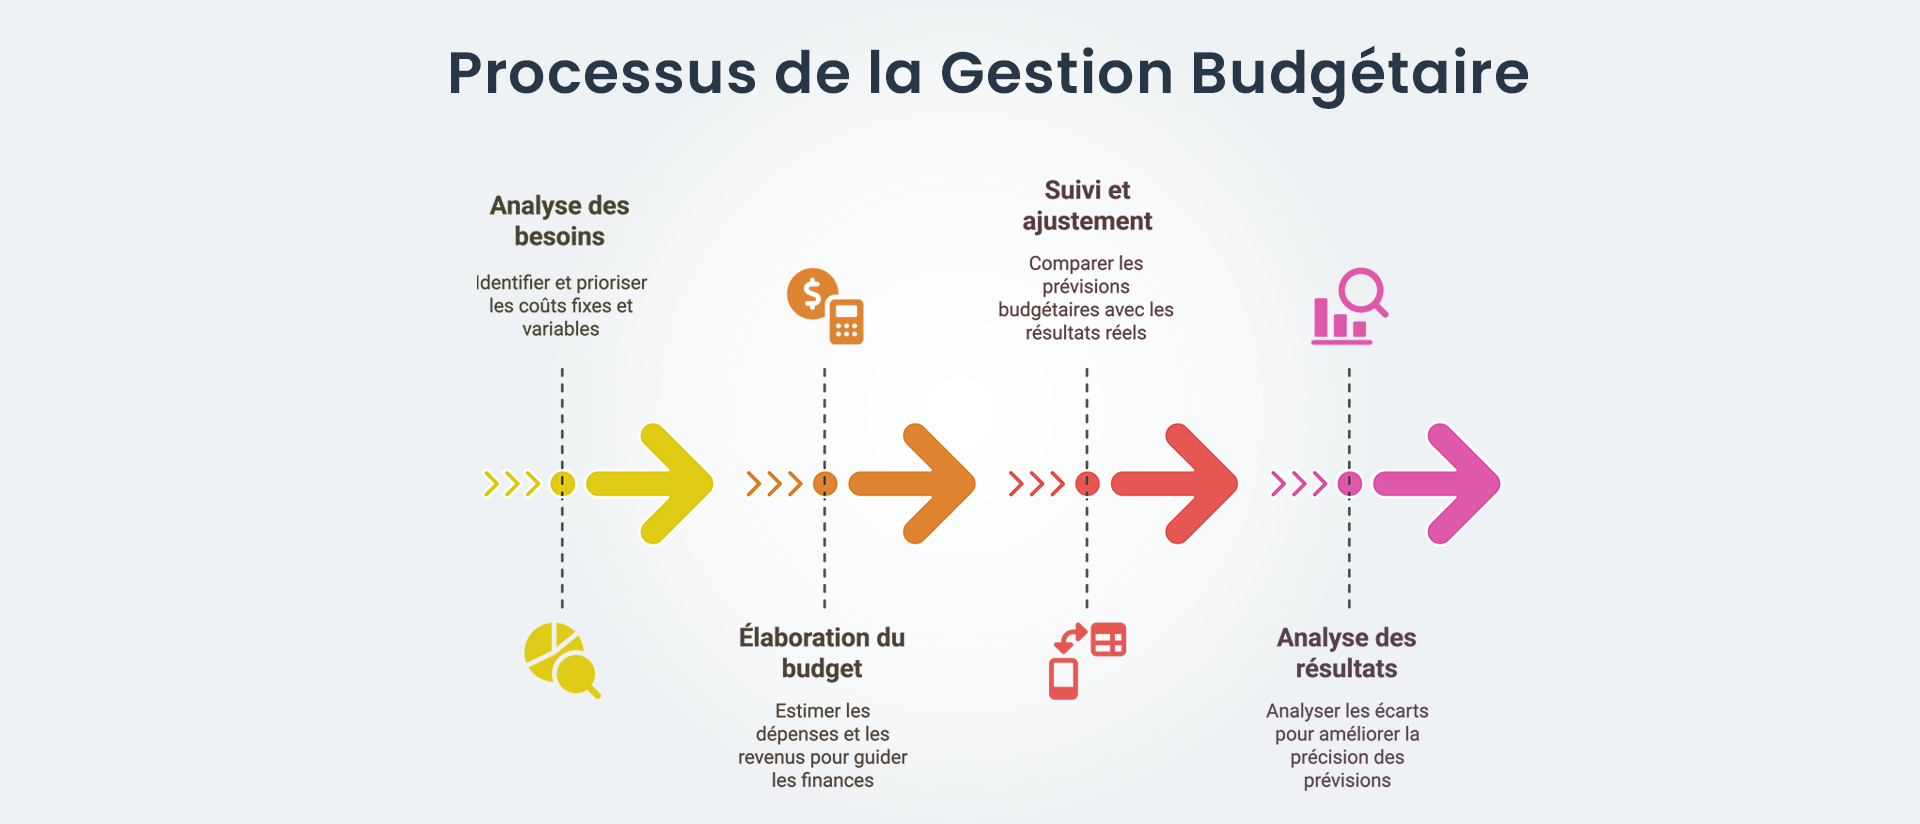 Processus de la Gestion Budgétaire
Analyse des
besoins
Identifier et prioriser
les coûts fixes et
variables
Élaboration du
budget
Estimer les
dépenses et les
revenus pour guider
les finances
Suivi et
ajustement
Comparer les
prévisions
budgétaires avec les
résultats réels
Analyse des
résultats
Analyser les écarts
pour améliorer la
précision des
prévisions